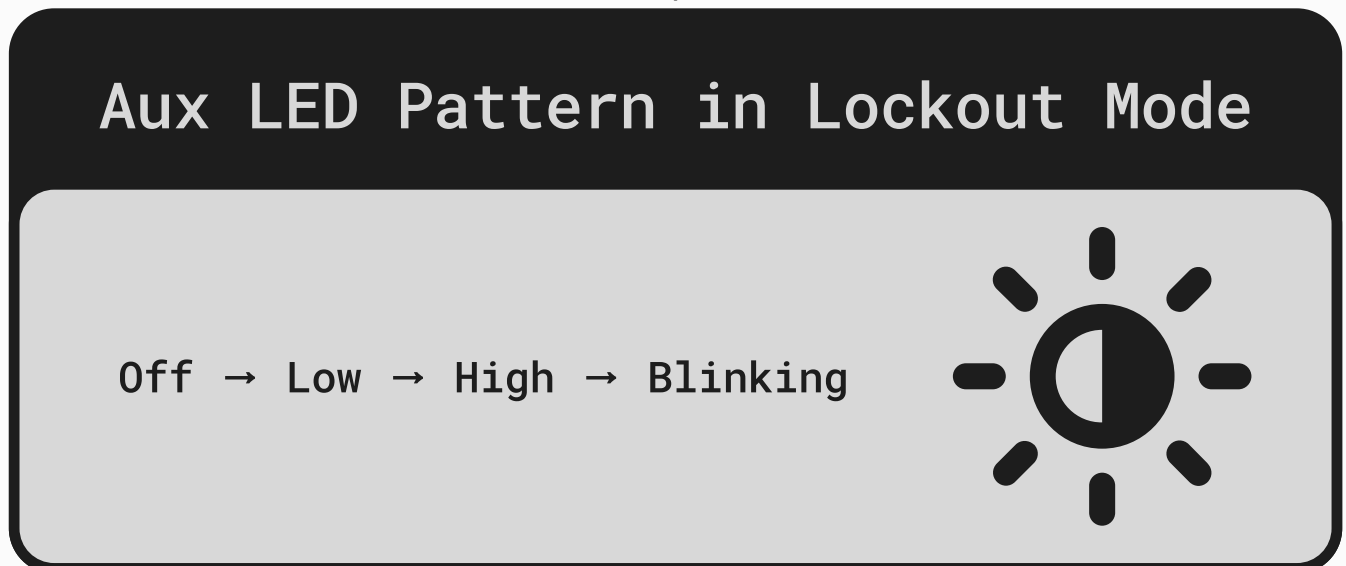 Aux LED Pattern in Lockout Mode
Off → Low → High → Blinking